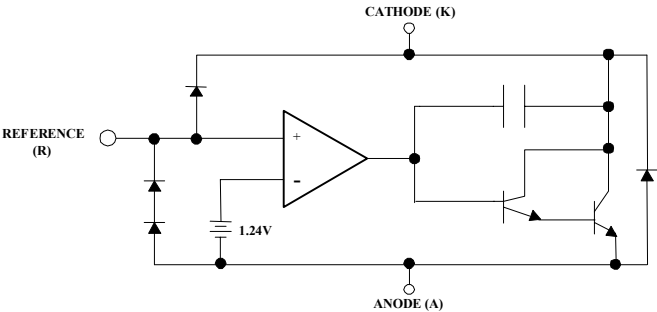 CATHODE (K)
REFERENCE
(R)
+
-
1.24V
ANODE (A)